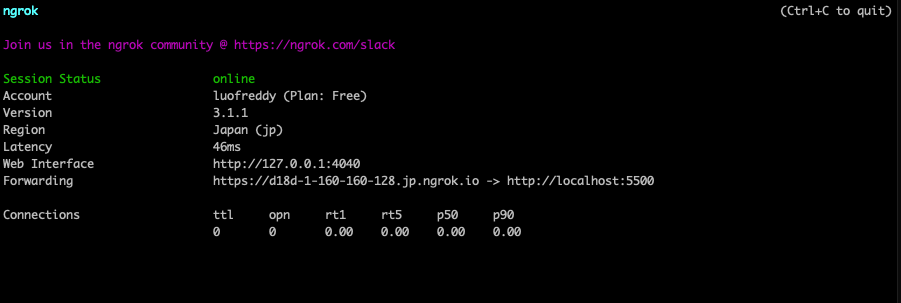 ngrok (Ctrl+C to quit)
Join us in the ngrok community @ https://ngrok.com/slack
Session Status online
Account luofreddy (Plan: Free)
Version 3.1.1
Region Japan (jp)
Latency 46ms
Web Interface http://127.0.0.1:4040
Forwarding https://d18d-1-160-160-128.jp.ngrok.io -> http://localhost:5500
Connections ttl opn rt1 rt5 p50 p90
0 0 0.00 0.00 0.00 0.00